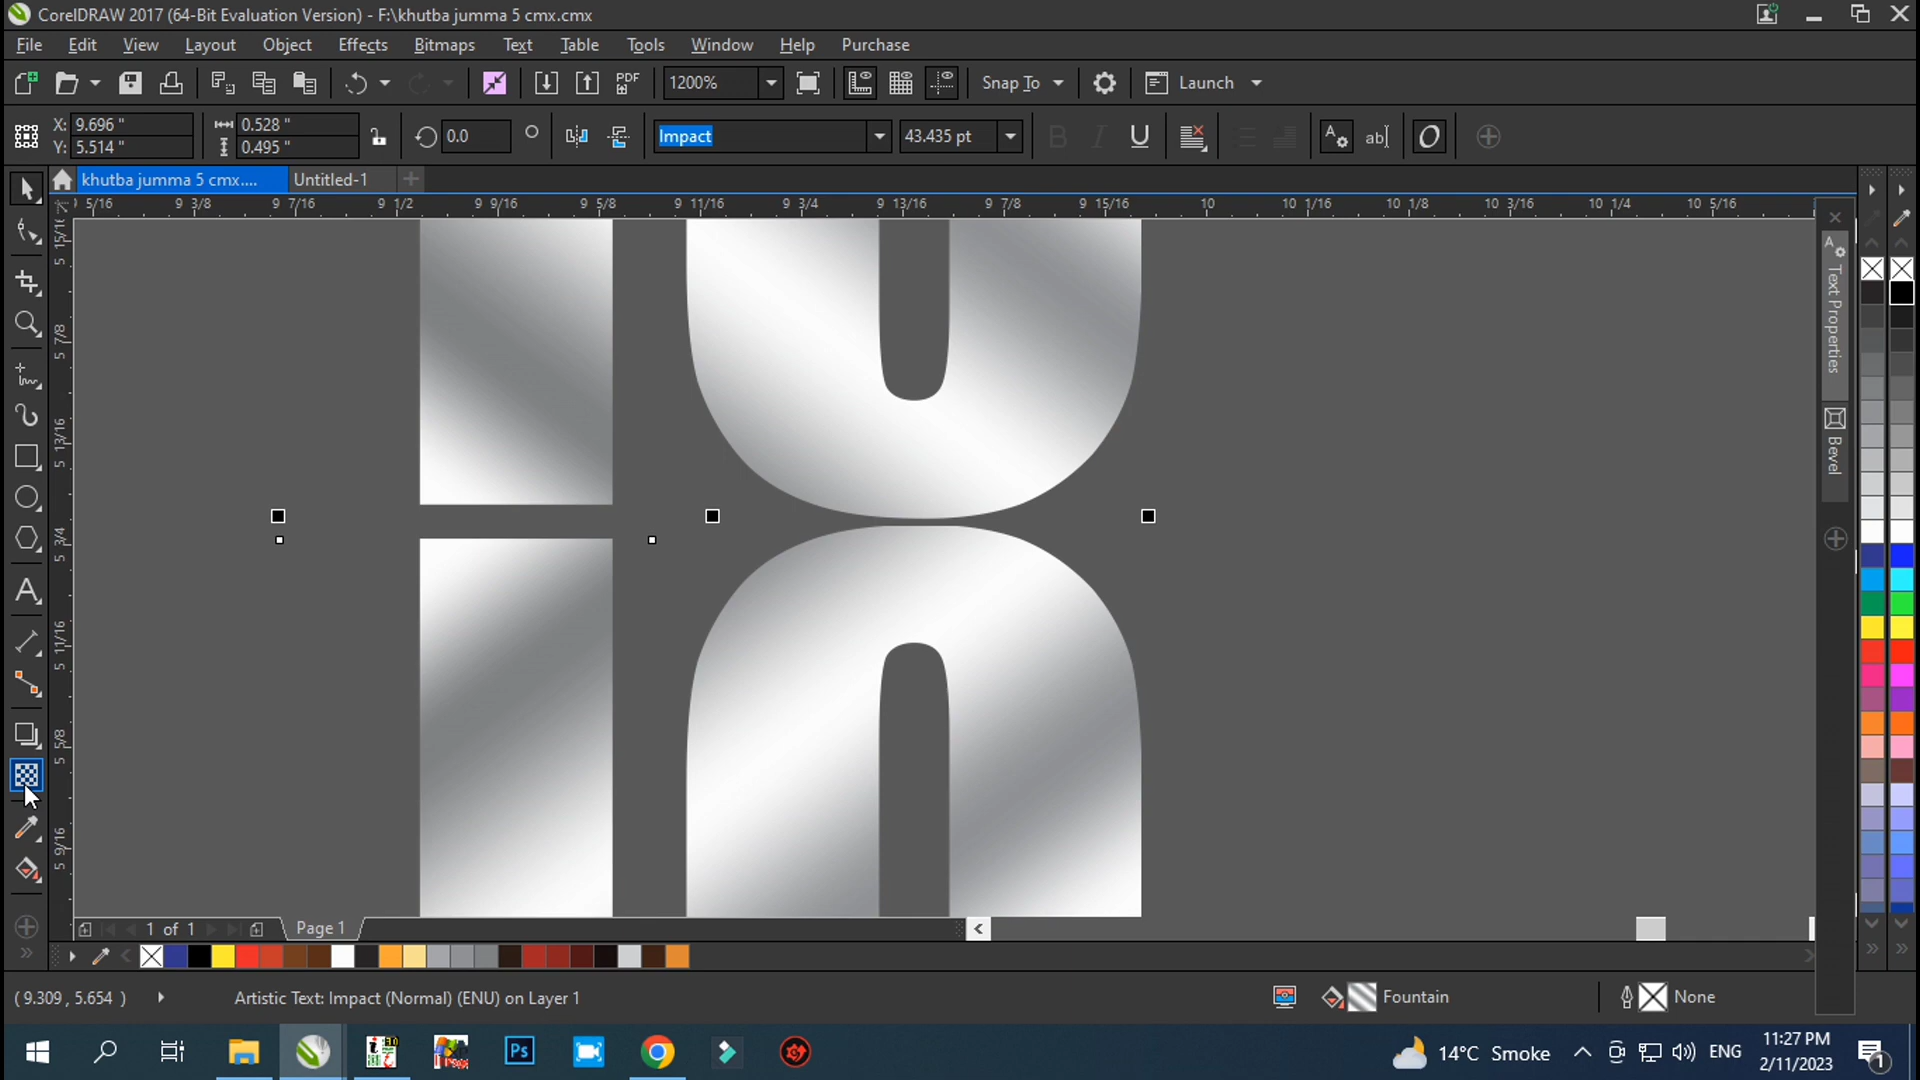 CorelDRAW 2017 (64-Bit Evaluation Version) - F:\khutba jumma 5 cmx.cmx
File Edit View Layout Object Effects Bitmaps Text Table Tools Window Help Purchase
PDF 1200% Snap To Launch
X: 9.696 " 0.528 " 0.0 Impact 43.435 pt B I U A ab| O
Y: 5.514 " 0.495 "
khutba jumma 5 cmx.... Untitled-1
9 5/16 9 3/8 9 7/16 9 1/2 9 9/16 9 5/8 9 11/16 9 3/4 9 13/16 9 7/8 9 15/16 10 10 1/16 10 1/8 10 3/16 10 1/4 10 5/16
5 15/16
5 7/8
5 13/16
5 3/4
5 11/16
5 5/8
5 9/16
Text Properties
Bevel
1 of 1 Page 1
( 9.309 , 5.654 ) Artistic Text: Impact (Normal) (ENU) on Layer 1 Fountain None
Ps 14°C Smoke ENG 11:27 PM
2/11/2023 1